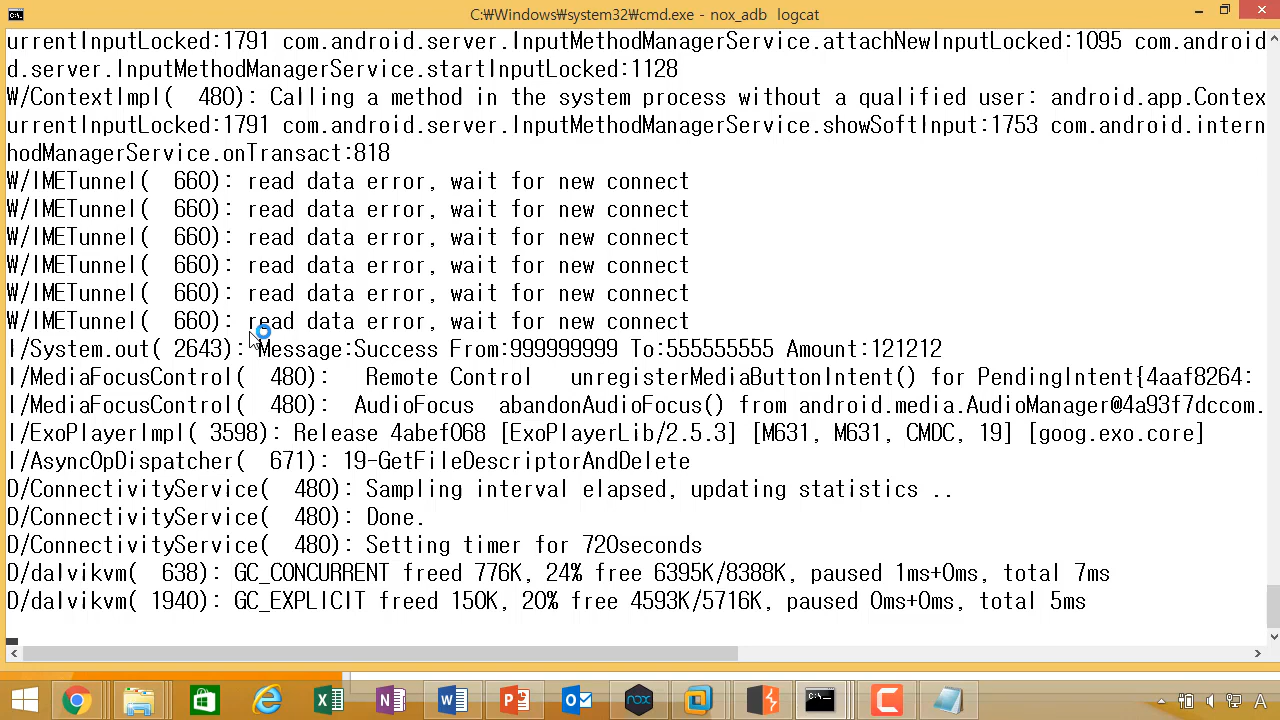 C:₩Windows₩system32₩cmd.exe - nox_adb logcat
urrentInputLocked:1791 com.android.server.InputMethodManagerService.attachNewInputLocked:1095 com.android
d.server.InputMethodManagerService.startInputLocked:1128
W/ContextImpl(  480): Calling a method in the system process without a qualified user: android.app.Contex
urrentInputLocked:1791 com.android.server.InputMethodManagerService.showSoftInput:1753 com.android.intern
hodManagerService.onTransact:818
W/IMETunnel(  660): read data error, wait for new connect
W/IMETunnel(  660): read data error, wait for new connect
W/IMETunnel(  660): read data error, wait for new connect
W/IMETunnel(  660): read data error, wait for new connect
W/IMETunnel(  660): read data error, wait for new connect
W/IMETunnel(  660): read data error, wait for new connect
I/System.out( 2643): Message:Success From:999999999 To:555555555 Amount:121212
I/MediaFocusControl(  480):   Remote Control   unregisterMediaButtonIntent() for PendingIntent{4aaf8264:
I/MediaFocusControl(  480):  AudioFocus  abandonAudioFocus() from android.media.AudioManager@4a93f7dccom.
I/ExoPlayerImpl( 3598): Release 4abef068 [ExoPlayerLib/2.5.3] [M631, M631, CMDC, 19] [goog.exo.core]
I/AsyncOpDispatcher(  671): 19-GetFileDescriptorAndDelete
D/ConnectivityService(  480): Sampling interval elapsed, updating statistics ..
D/ConnectivityService(  480): Done.
D/ConnectivityService(  480): Setting timer for 720seconds
D/dalvikvm(  638): GC_CONCURRENT freed 776K, 24% free 6395K/8388K, paused 1ms+0ms, total 7ms
D/dalvikvm( 1940): GC_EXPLICIT freed 150K, 20% free 4593K/5716K, paused 0ms+0ms, total 5ms
nox
A